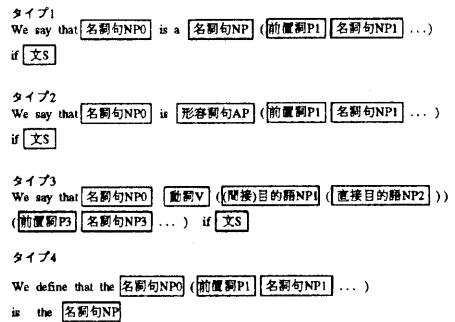 タイプ1
We say that 名詞句NP0 is a 名詞句NP (前置詞P1 名詞句NP1 ...)
if 文S
タイプ2
We say that 名詞句NP0 is 形容詞句AP (前置詞P1 名詞句NP1 ... )
if 文S
タイプ3
We say that 名詞句NP0 動詞V ((間接)目的語NP1 ( 直接目的語NP2 ))
(前置詞P3 名詞句NP3 ... ) if 文S
タイプ4
We define that the 名詞句NP0 (前置詞P1 名詞句NP1 ... )
is the 名詞句NP